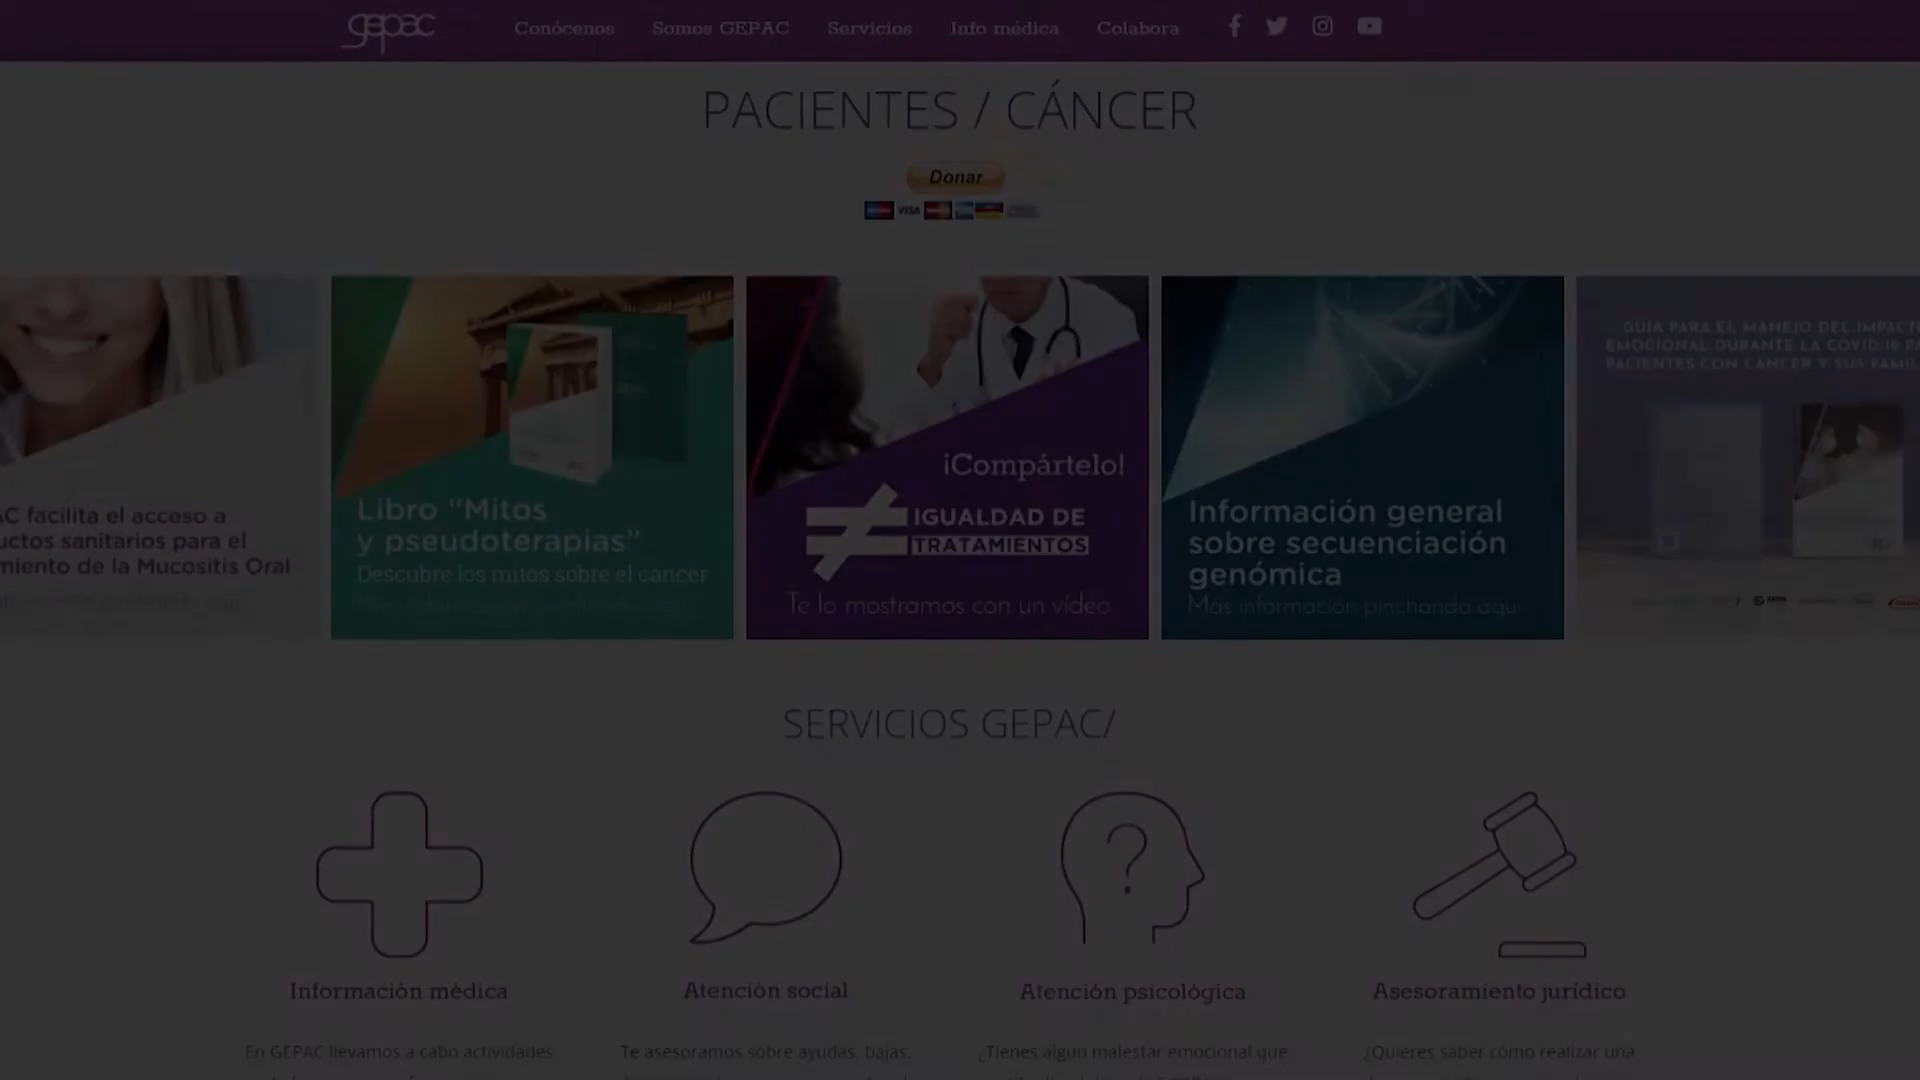 gepac
Conócenos Somos GEPAC Servicios Info médica Colabora
PACIENTES / CÁNCER
Donar
VISA
AC facilita el acceso a
uctos sanitarios para el
miento de la Mucositis Oral
Libro “Mitos
y pseudoterapias”
Descubre los mitos sobre el cáncer
¡Compártelo!
IGUALDAD DE
TRATAMIENTOS
Te lo mostramos con un vídeo
Información general
sobre secuenciación
genómica
Más información pinchando aquí
GUIA PARA EL MANEJO DEL IMPACTO
EMOCIONAL DURANTE LA COVID-19 PA
PACIENTES CON CÁNCER Y SUS FAMIL
SERVICIOS GEPAC/
Información médica
Atención social
Atención psicológica
Asesoramiento jurídico
En GEPAC llevamos a cabo actividades
Te asesoramos sobre ayudas, bajas,
¿Tienes algun malestar emocional que
¿Quieres saber cómo realizar una